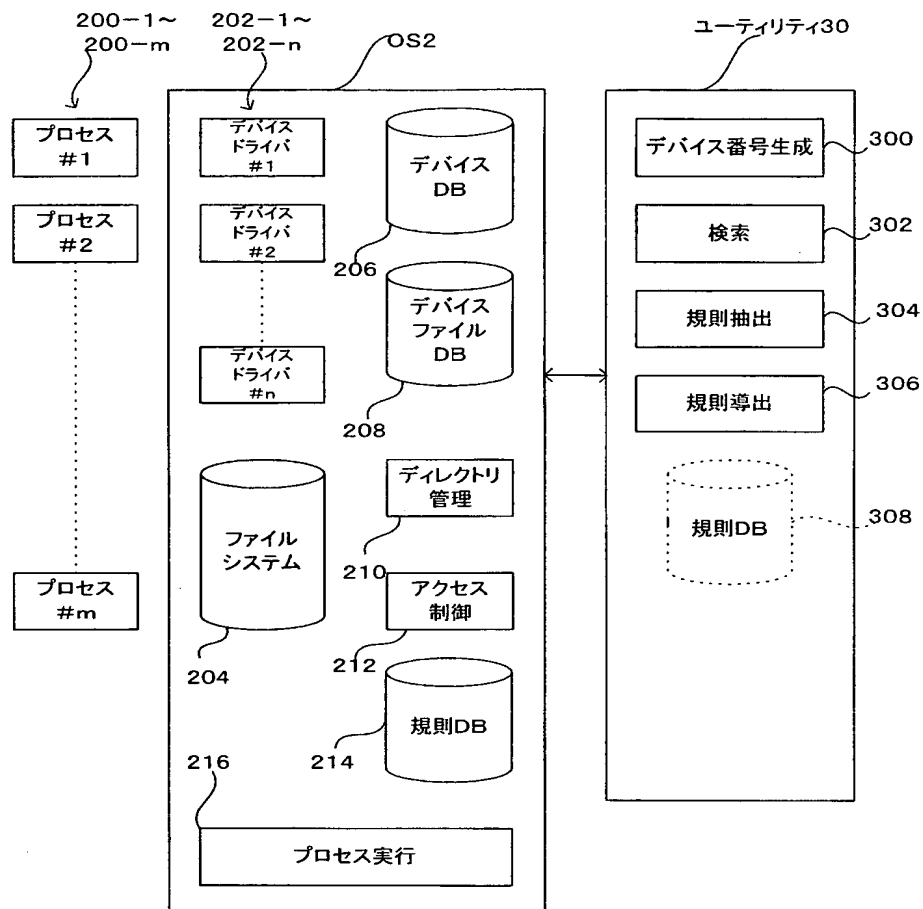 200-1~
200-m
202-1~
202-n
OS2
ユーティリティ30
プロセス
#1
プロセス
#2
プロセス
#m
デバイス
ドライバ
#1
デバイス
ドライバ
#2
デバイス
ドライバ
#n
デバイス
DB
206
デバイス
ファイル
DB
208
ファイル
システム
204
ディレクトリ
管理
210
アクセス
制御
212
規則DB
214
216
プロセス実行
デバイス番号生成
300
検索
302
規則抽出
304
規則導出
306
規則DB
308